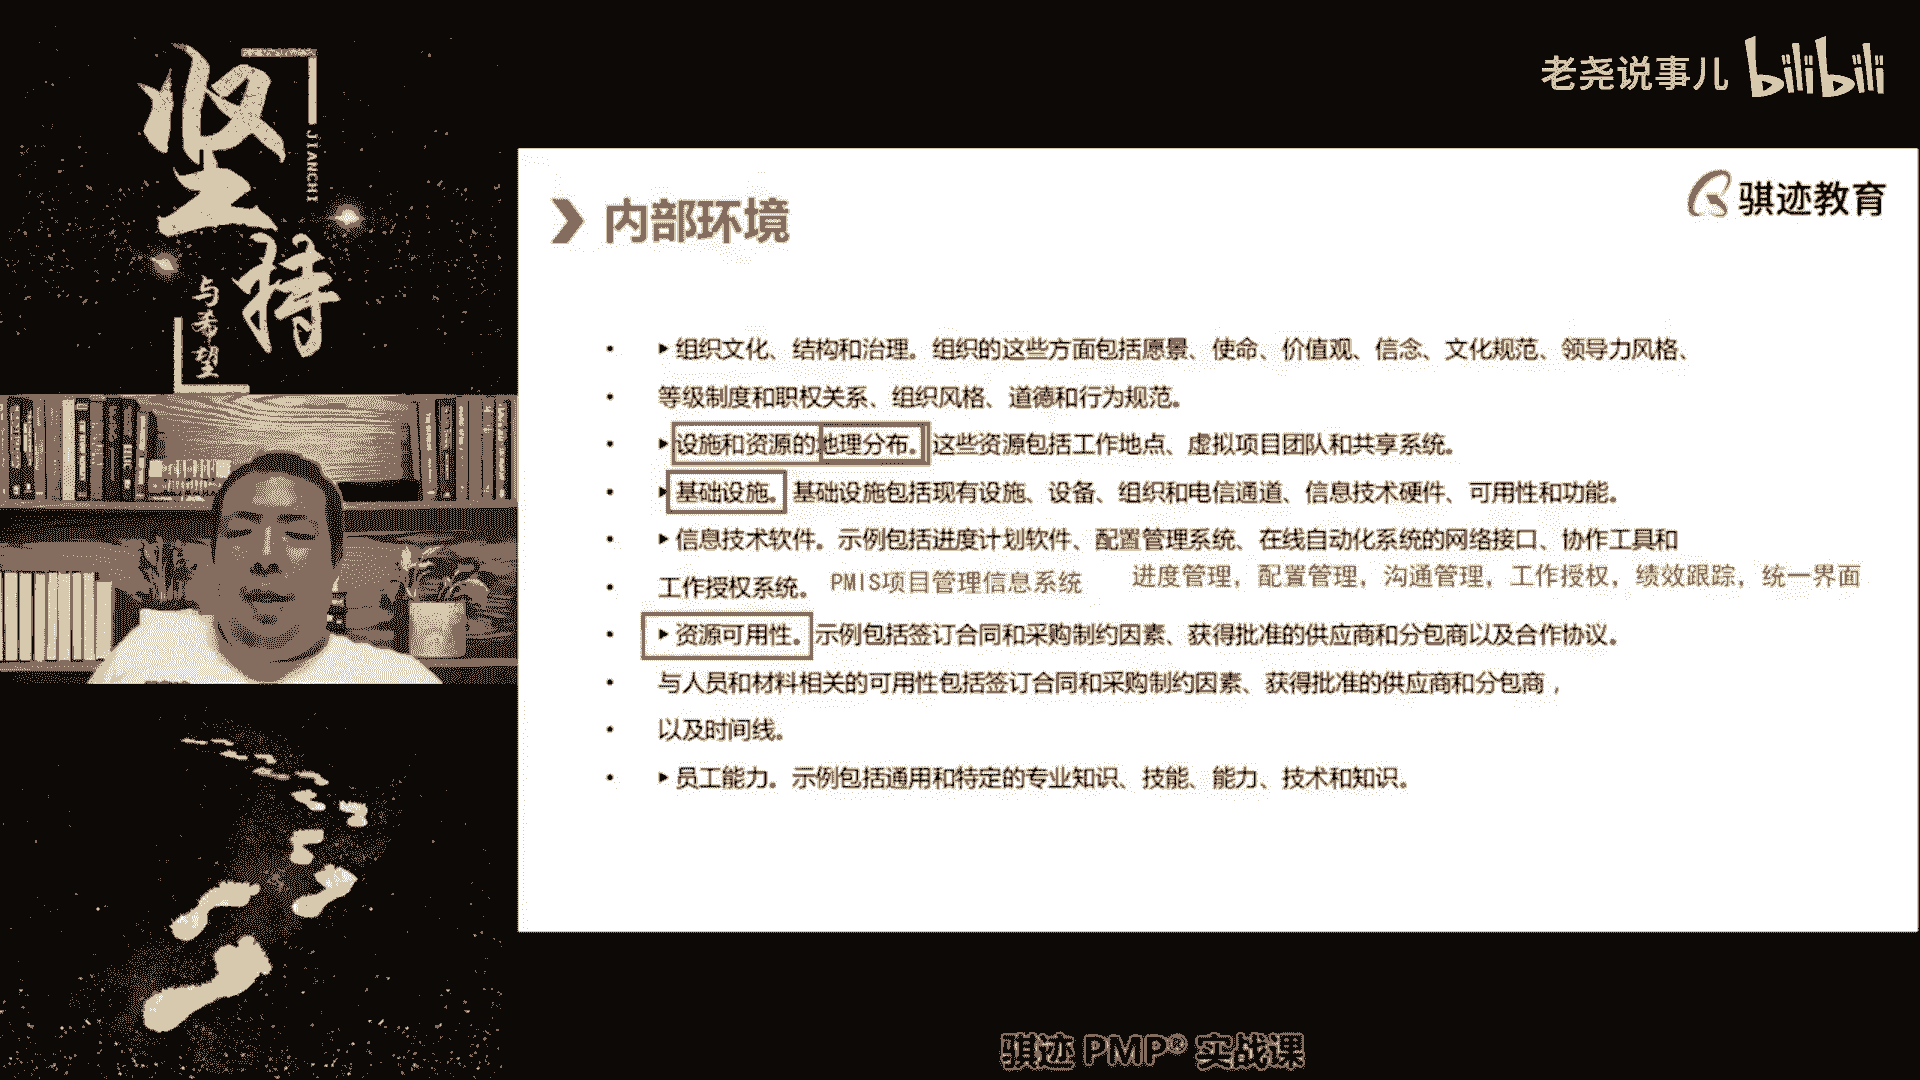 坚持
JIANCHI
与希望
老尧说事儿 bilibili
骐迹教育
内部环境
组织文化、结构和治理。组织的这些方面包括愿景、使命、价值观、信念、文化规范、领导力风格、
等级制度和职权关系、组织风格、道德和行为规范。
设施和资源的地理分布。这些资源包括工作地点、虚拟项目团队和共享系统。
基础设施。基础设施包括现有设施、设备、组织和电信通道、信息技术硬件、可用性和功能。
信息技术软件。示例包括进度计划软件、配置管理系统、在线自动化系统的网络接口、协作工具和
工作授权系统。 PMIS项目管理信息系统 进度管理，配置管理，沟通管理，工作授权，绩效跟踪，统一界面
资源可用性。示例包括签订合同和采购制约因素、获得批准的供应商和分包商以及合作协议。
与人员和材料相关的可用性包括签订合同和采购制约因素、获得批准的供应商和分包商，
以及时间线。
员工能力。示例包括通用和特定的专业知识、技能、能力、技术和知识。
骐迹 PMP® 实战课